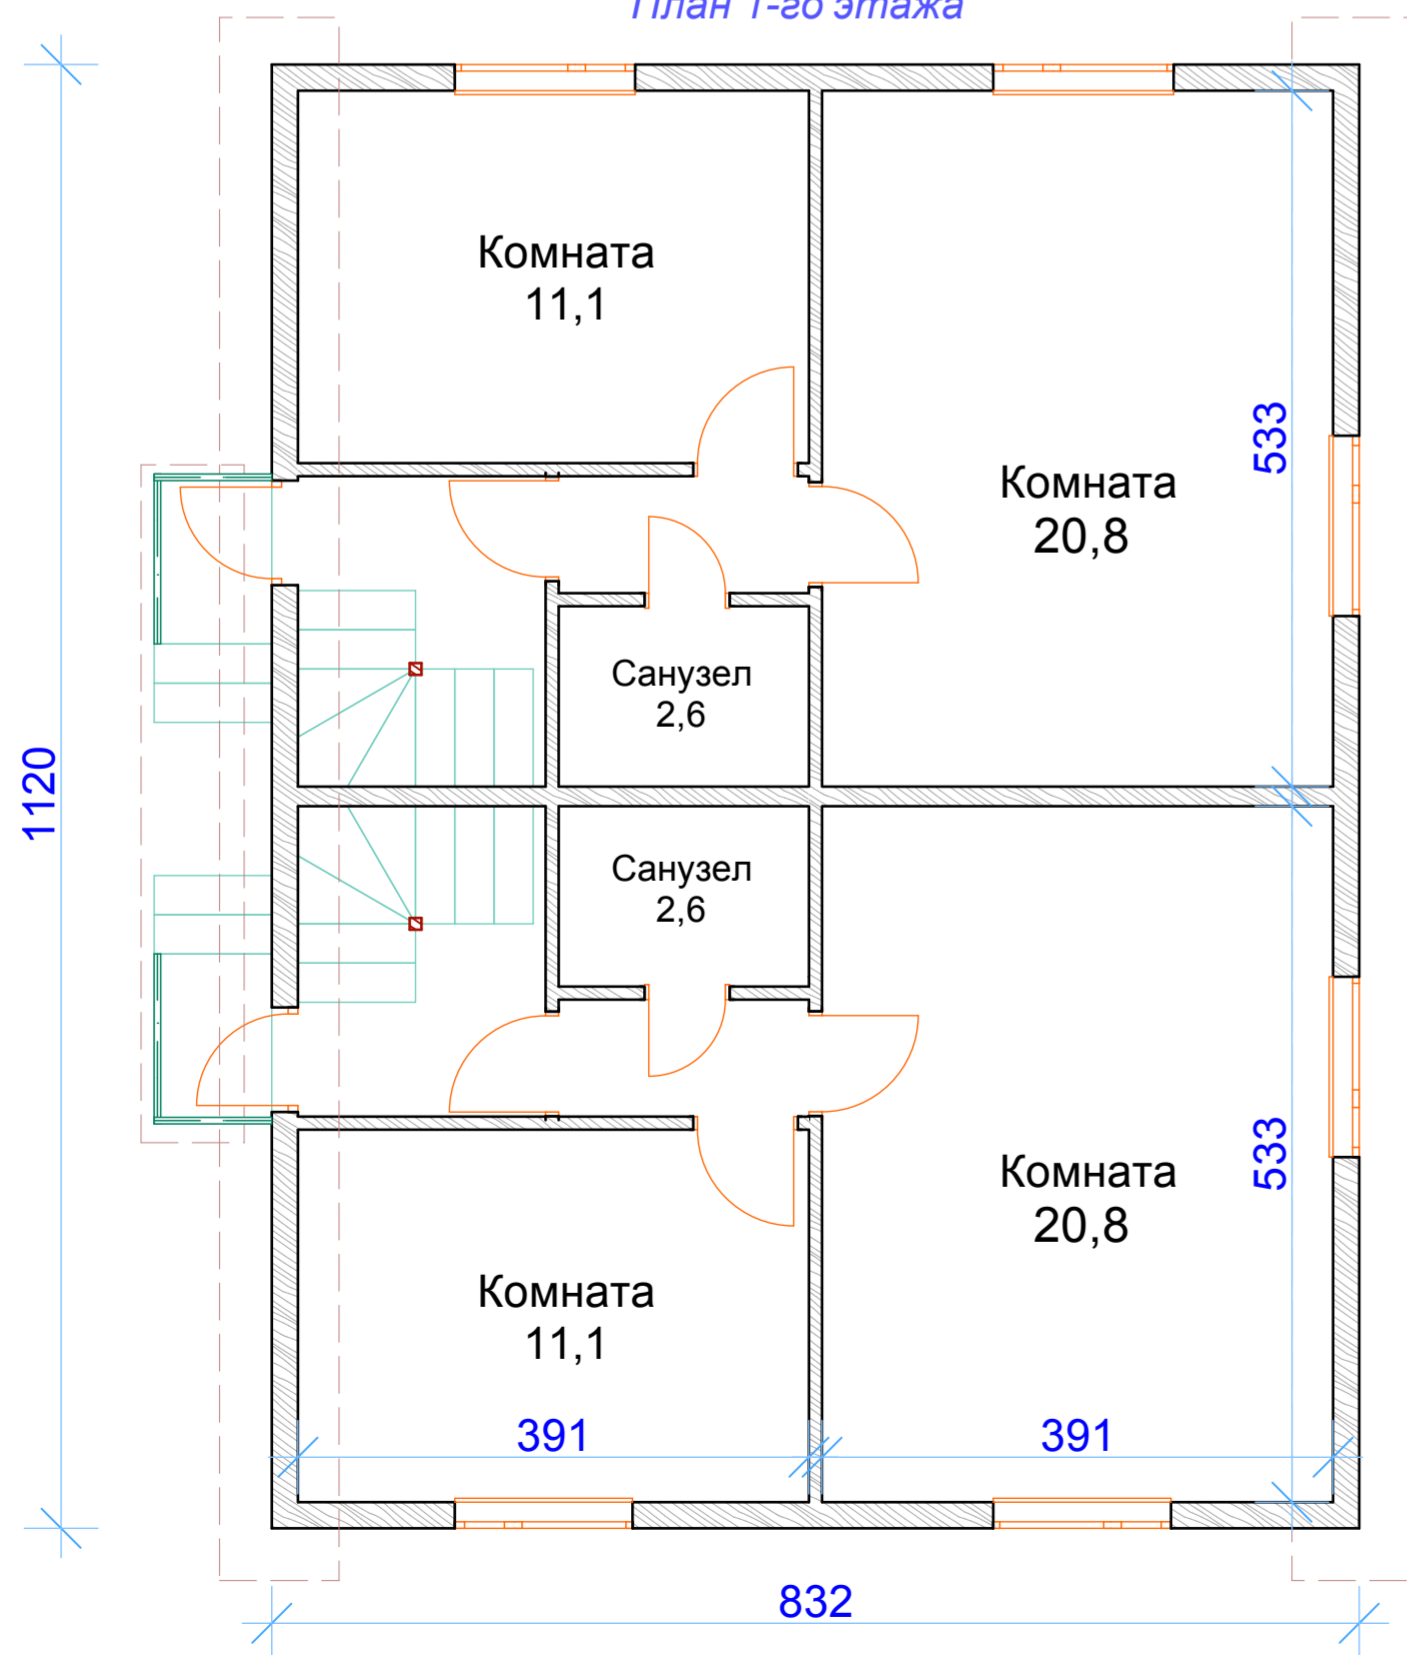 План 1-го этажа
Комната
11,1
Комната
20,8
533
Санузел
2,6
1120
Санузел
2,6
Комната
20,8
533
Комната
11,1
391
391
832